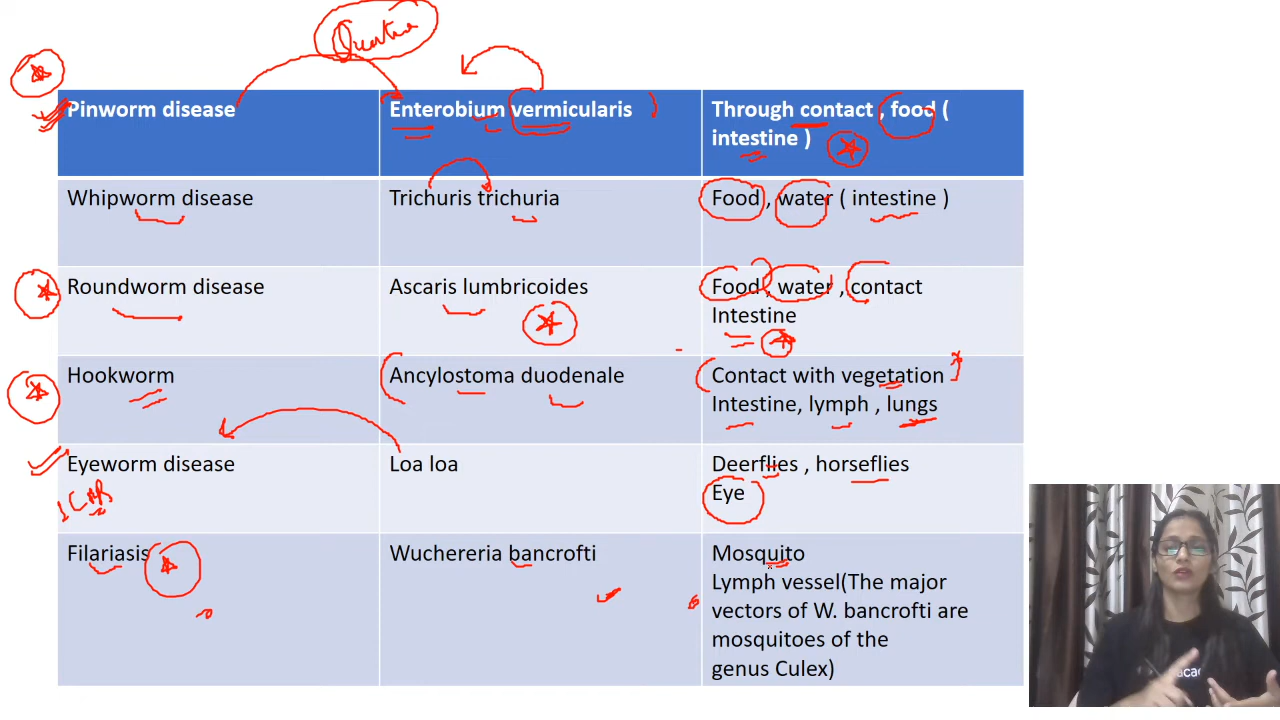 Question
Pinworm disease
Enterobium vermicularis
Through contact , food (
intestine )
Whipworm disease
Trichuris trichuria
Food , water ( intestine )
Roundworm disease
Ascaris lumbricoides
Food , water , contact
Intestine
Hookworm
Ancylostoma duodenale
Contact with vegetation
Intestine, lymph , lungs
Eyeworm disease
Loa loa
Deerflies , horseflies
Eye
ICAR
Filariasis
Wuchereria bancrofti
Mosquito
Lymph vessel(The major
vectors of W. bancrofti are
mosquitoes of the
genus Culex)